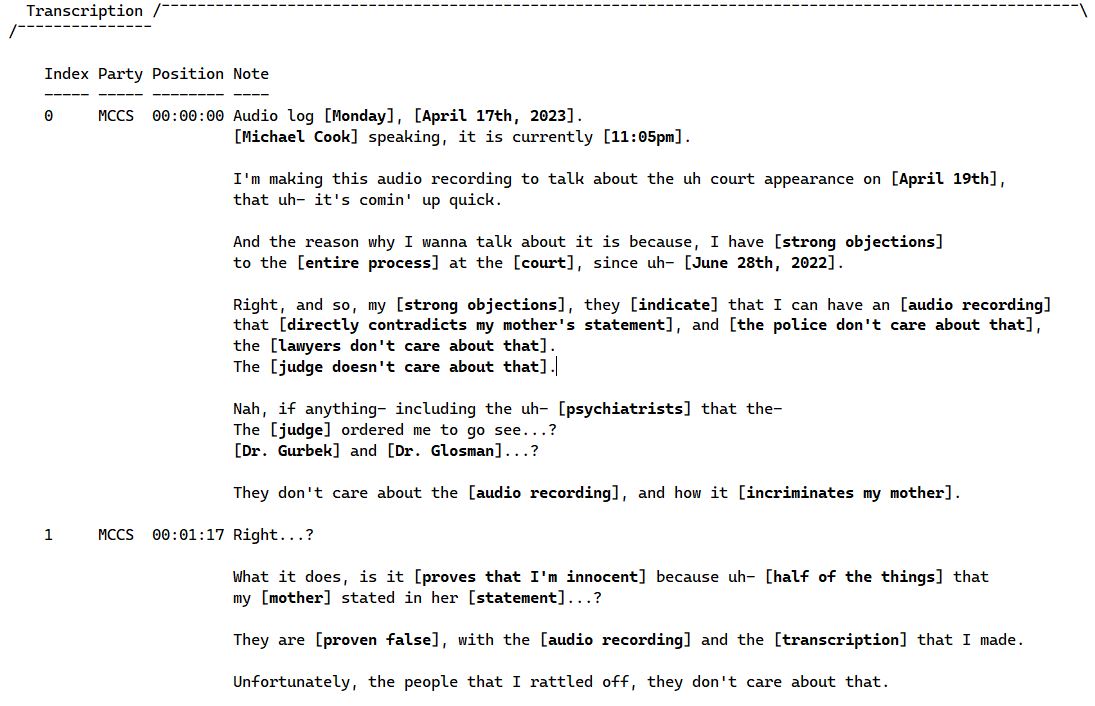 Transcription /¯¯¯¯¯¯¯¯¯¯¯¯¯¯¯¯¯¯¯¯¯¯¯¯¯¯¯¯¯¯¯¯¯¯¯¯¯¯¯¯¯¯¯¯¯¯¯¯¯¯¯¯¯¯¯¯¯¯¯¯¯¯¯¯¯¯¯¯¯¯¯¯¯¯¯¯¯¯¯¯¯¯¯¯¯¯¯¯¯¯¯¯¯¯¯¯¯¯¯¯¯¯\
/¯¯¯¯¯¯¯¯¯¯¯¯¯¯¯
Index Party Position Note
----- ----- -------- ----
0 MCCS 00:00:00 Audio log [Monday], [April 17th, 2023].
[Michael Cook] speaking, it is currently [11:05pm].
I'm making this audio recording to talk about the uh court appearance on [April 19th],
that uh- it's comin' up quick.
And the reason why I wanna talk about it is because, I have [strong objections]
to the [entire process] at the [court], since uh- [June 28th, 2022].
Right, and so, my [strong objections], they [indicate] that I can have an [audio recording]
that [directly contradicts my mother's statement], and [the police don't care about that],
the [lawyers don't care about that].
The [judge doesn't care about that].
Nah, if anything- including the uh- [psychiatrists] that the-
The [judge] ordered me to go see...?
[Dr. Gurbek] and [Dr. Glosman]...?
They don't care about the [audio recording], and how it [incriminates my mother].
1 MCCS 00:01:17 Right...?
What it does, is it [proves that I'm innocent] because uh- [half of the things] that
my [mother] stated in her [statement]...?
They are [proven false], with the [audio recording] and the [transcription] that I made.
Unfortunately, the people that I rattled off, they don't care about that.